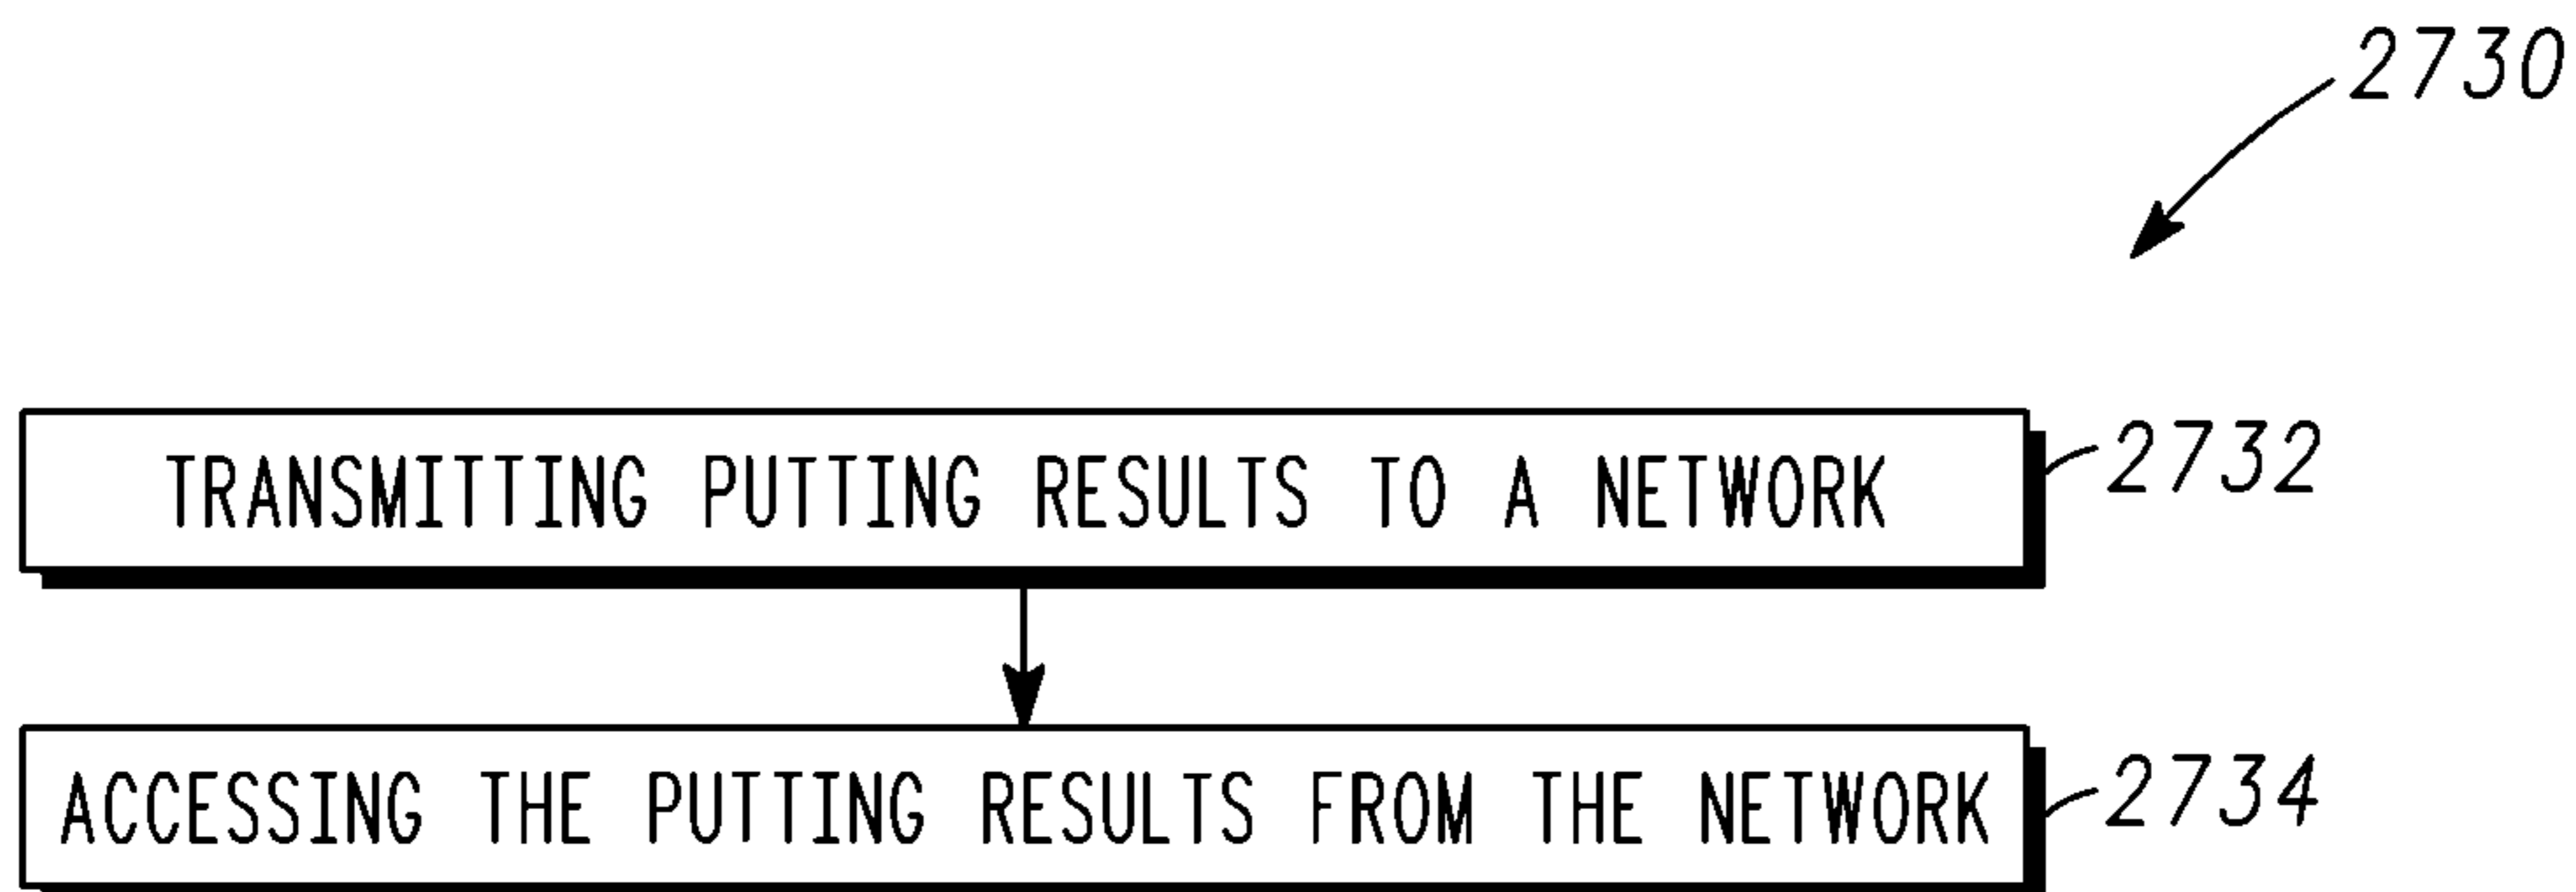 2730
TRANSMITTING PUTTING RESULTS TO A NETWORK
2732
ACCESSING THE PUTTING RESULTS FROM THE NETWORK
2734